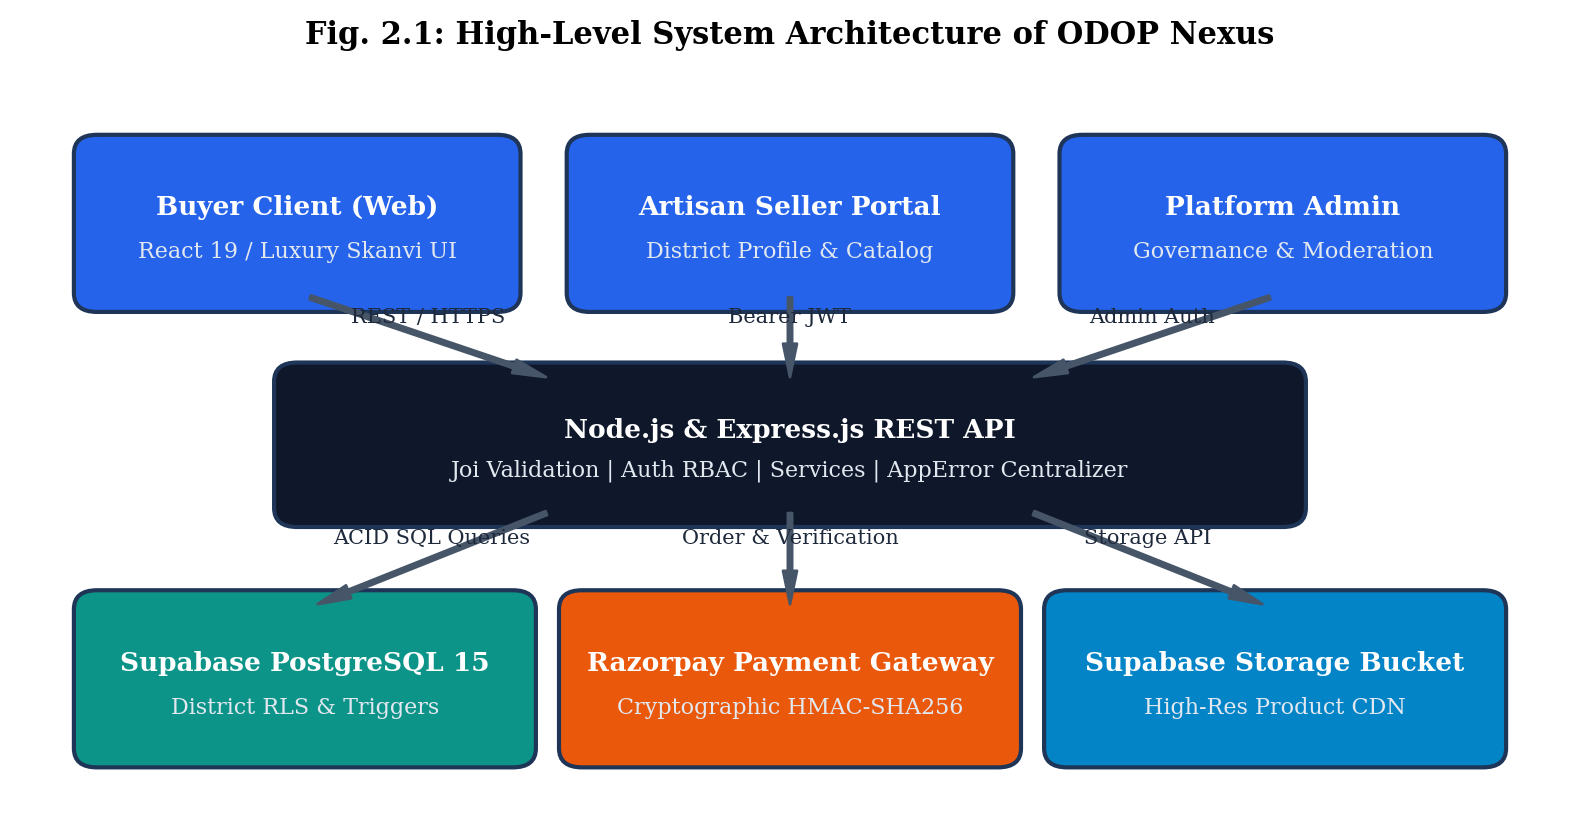 Fig. 2.1: High-Level System Architecture of ODOP Nexus
Buyer Client (Web)
React 19 / Luxury Skanvi UI
Artisan Seller Portal
District Profile & Catalog
Platform Admin
Governance & Moderation
REST / HTTPS
Bearer JWT
Admin Auth
Node.js & Express.js REST API
Joi Validation | Auth RBAC | Services | AppError Centralizer
ACID SQL Queries
Order & Verification
Storage API
Supabase PostgreSQL 15
District RLS & Triggers
Razorpay Payment Gateway
Cryptographic HMAC-SHA256
Supabase Storage Bucket
High-Res Product CDN